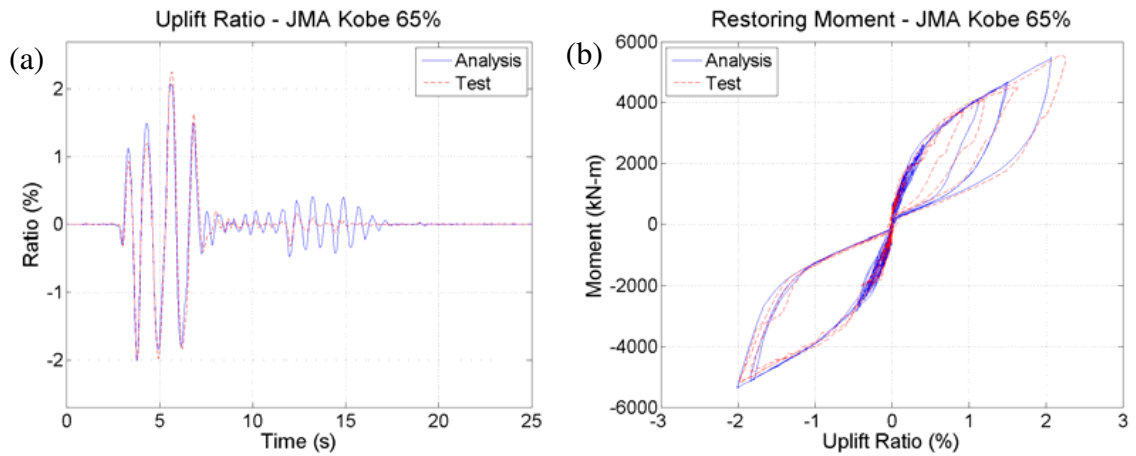 Uplift Ratio - JMA Kobe 65%
(a)
Analysis
Test
2
1
0
-1
-2
Ratio (%)
0
5
10
15
20
25
Time (s)
Restoring Moment - JMA Kobe 65%
(b)
Analysis
Test
6000
4000
2000
0
-2000
-4000
-6000
Moment (kN-m)
-3
-2
-1
0
1
2
3
Uplift Ratio (%)